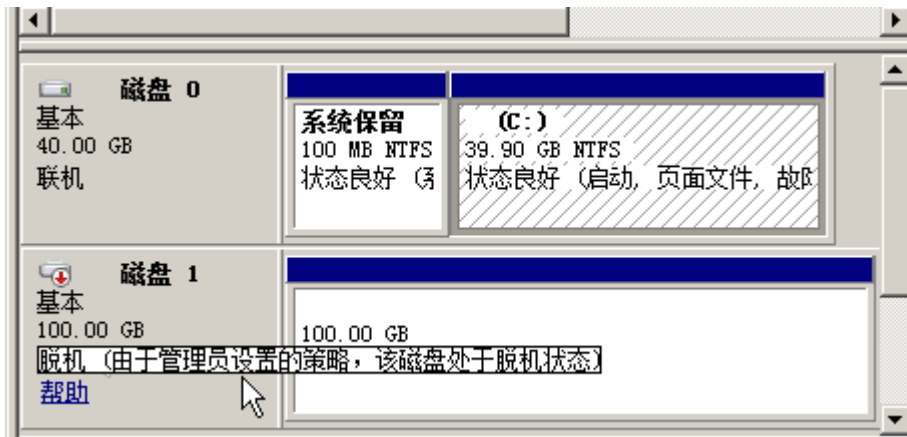 磁盘 0
基本
40.00 GB
联机
系统保留
100 MB NTFS
状态良好 (系
(C:)
39.90 GB NTFS
状态良好 (启动, 页面文件, 故障
磁盘 1
基本
100.00 GB
脱机 (由于管理员设置的策略，该磁盘处于脱机状态)
帮助
100.00 GB